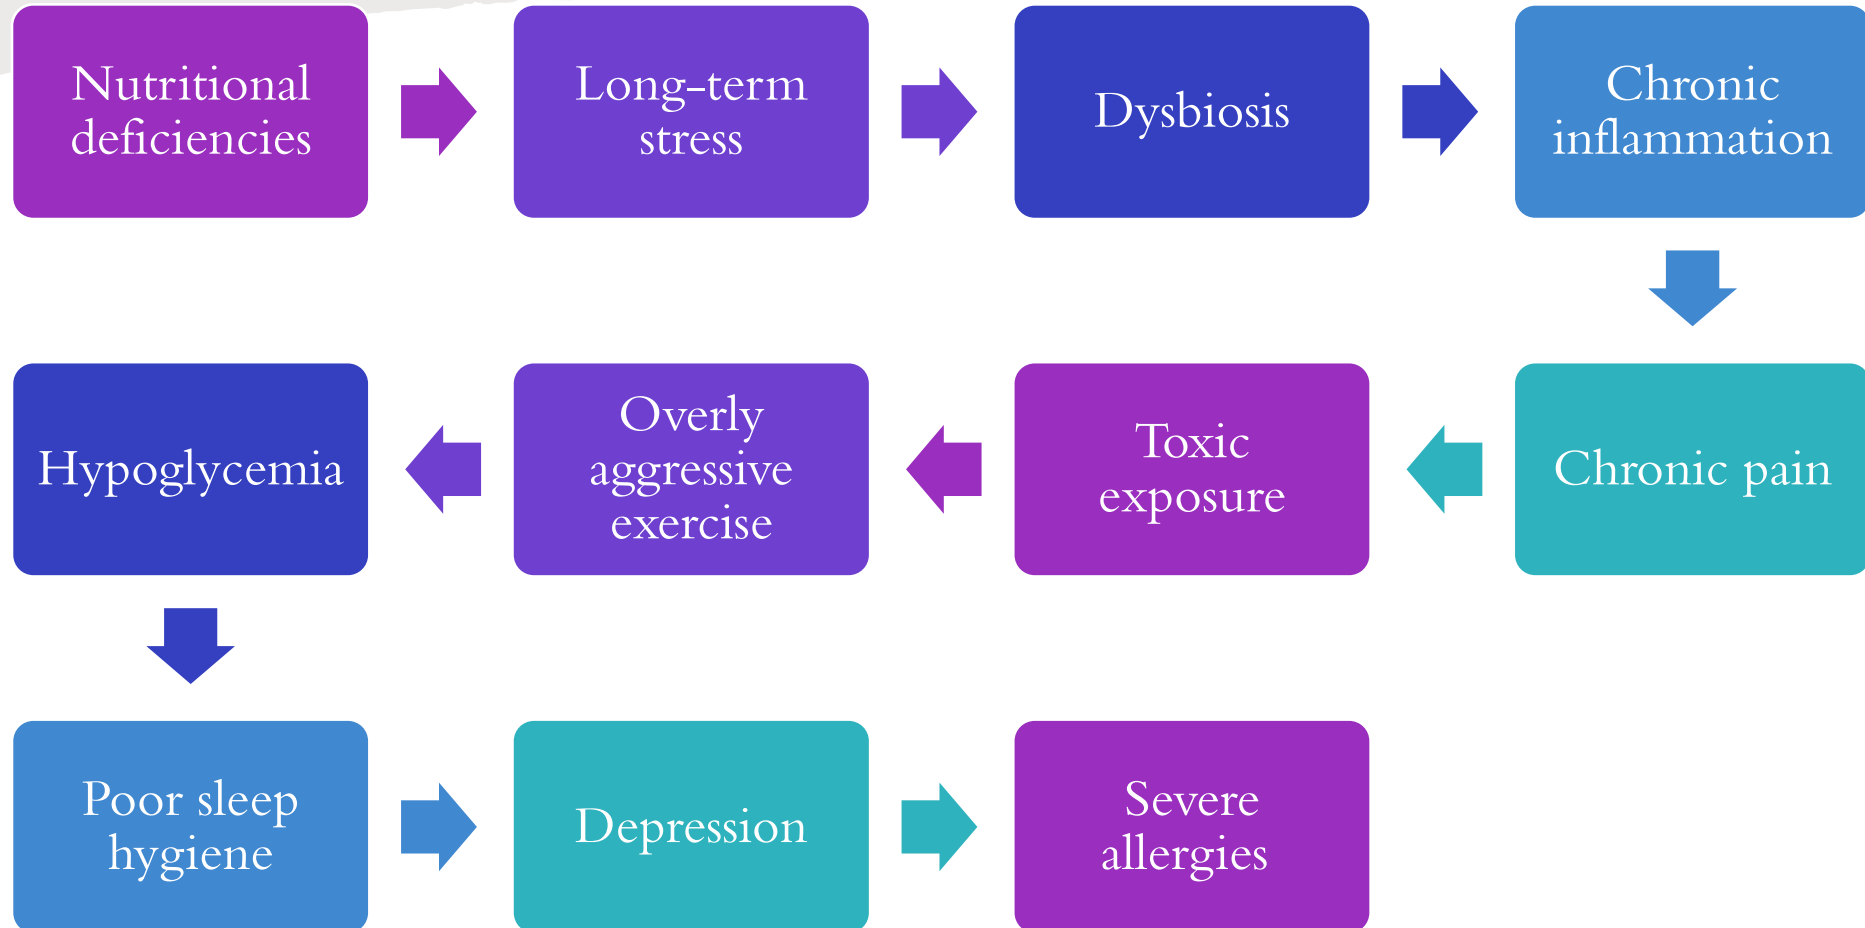 Nutritional
deficiencies
Long-term
stress
Dysbiosis
Chronic
inflammation
Chronic pain
Toxic
exposure
Overly
aggressive
exercise
Hypoglycemia
Poor sleep
hygiene
Depression
Severe
allergies